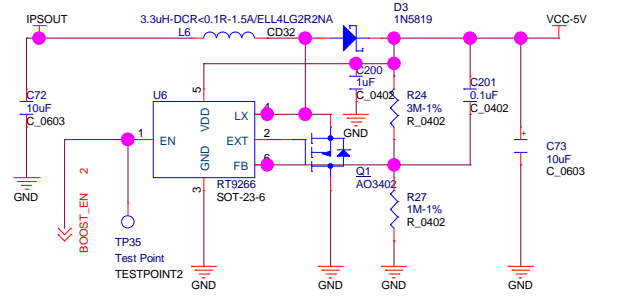 IPSOUT
3.3uH-DCR<0.1R-1.5A/ELL4LG2R2NA
L6
CD32
D3
1N5819
VCC-5V
C72
10uF
C_0603
GND
U6
5
VDD
LX
4
1
EN
EXT
2
GND
FB
6
3
RT9266
SOT-23-6
C200
1uF
C_0402
GND
R24
3M-1%
R_0402
C201
0.1uF
C_0402
C73
10uF
C_0603
Q1
AO3402
R27
1M-1%
R_0402
BOOST_EN 2
TP35
Test Point
TESTPOINT2
GND
GND
GND
GND